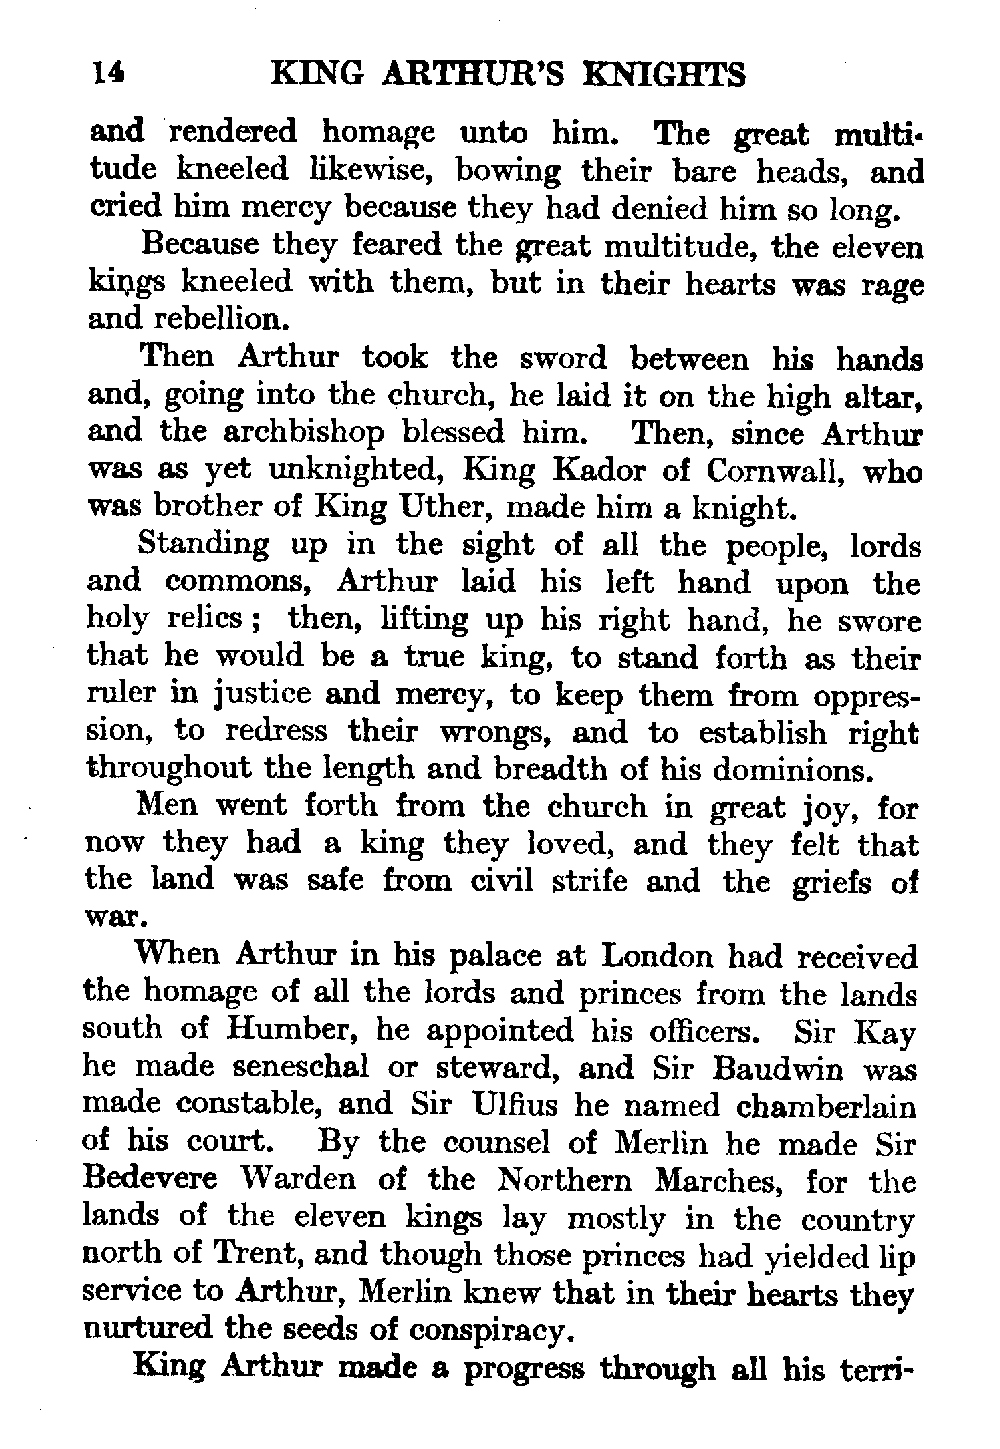 14 KING ARTHUR'S KNIGHTS
and rendered homage unto him. The great multi-
tude kneeled likewise, bowing their bare heads, and
cried him mercy because they had denied him so long.
Because they feared the great multitude, the eleven
kings kneeled with them, but in their hearts was rage
and rebellion.
Then Arthur took the sword between his hands
and, going into the church, he laid it on the high altar,
and the archbishop blessed him. Then, since Arthur
was as yet unknighted, King Kador of Cornwall, who
was brother of King Uther, made him a knight.
Standing up in the sight of all the people, lords
and commons, Arthur laid his left hand upon the
holy relics ; then, lifting up his right hand, he swore
that he would be a true king, to stand forth as their
ruler in justice and mercy, to keep them from oppres-
sion, to redress their wrongs, and to establish right
throughout the length and breadth of his dominions.
Men went forth from the church in great joy, for
now they had a king they loved, and they felt that
the land was safe from civil strife and the griefs of
war.
When Arthur in his palace at London had received
the homage of all the lords and princes from the lands
south of Humber, he appointed his officers. Sir Kay
he made seneschal or steward, and Sir Baudwin was
made constable, and Sir Ulfius he named chamberlain
of his court. By the counsel of Merlin he made Sir
Bedevere Warden of the Northern Marches, for the
lands of the eleven kings lay mostly in the country
north of Trent, and though those princes had yielded lip
service to Arthur, Merlin knew that in their hearts they
nurtured the seeds of conspiracy.
King Arthur made a progress through all his terri-